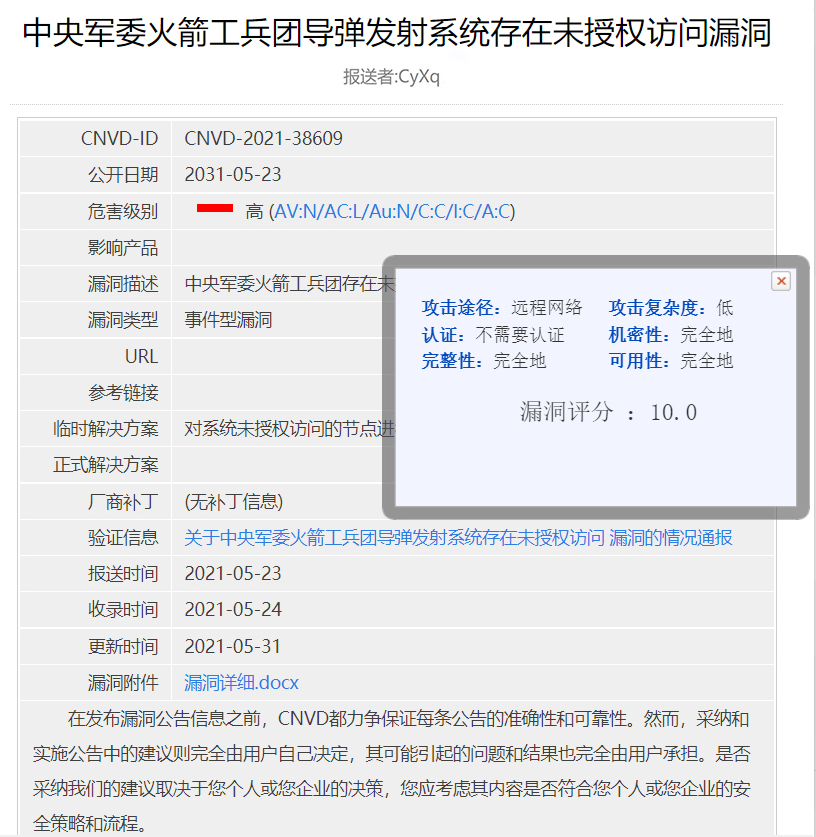 中央军委火箭工兵团导弹发射系统存在未授权访问漏洞
报送者:CyXq
CNVD-ID CNVD-2021-38609
公开日期 2031-05-23
危害级别 高 (AV:N/AC:L/Au:N/C:C/I:C/A:C)
影响产品
漏洞描述 中央军委火箭工兵团存在未
漏洞类型 事件型漏洞
URL
参考链接
临时解决方案 对系统未授权访问的节点进
正式解决方案
攻击途径：远程网络 攻击复杂度：低
认证：不需要认证 机密性：完全地
完整性：完全地 可用性：完全地
漏洞评分 ：10.0
厂商补丁 (无补丁信息)
验证信息 关于中央军委火箭工兵团导弹发射系统存在未授权访问 漏洞的情况通报
报送时间 2021-05-23
收录时间 2021-05-24
更新时间 2021-05-31
漏洞附件 漏洞详细.docx
在发布漏洞公告信息之前，CNVD都力争保证每条公告的准确性和可靠性。然而，采纳和
实施公告中的建议则完全由用户自己决定，其可能引起的问题和结果也完全由用户承担。是否
采纳我们的建议取决于您个人或您企业的决策，您应考虑其内容是否符合您个人或您企业的安
全策略和流程。